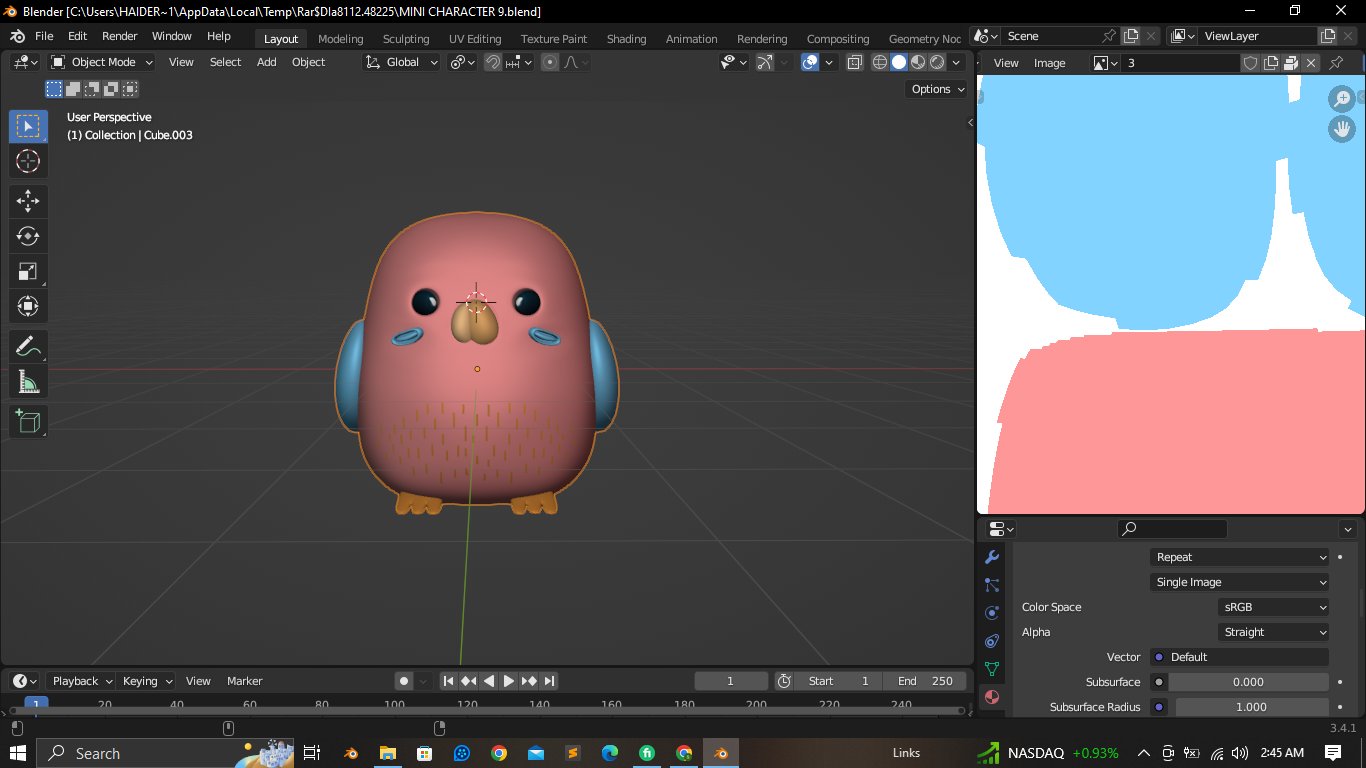 Blender [C:\Users\HAIDER~1\AppData\Local\Temp\Rar$DIa8112.48225\MINI CHARACTER 9.blend]
File Edit Render Window Help Layout Modeling Sculpting UV Editing Texture Paint Shading Animation Rendering Compositing Geometry Noc Scene ViewLayer
Object Mode View Select Add Object Global View Image 3
Options
User Perspective
(1) Collection | Cube.003
Repeat
Single Image
Color Space sRGB
Alpha Straight
Vector Default
Subsurface 0.000
Subsurface Radius 1.000
Playback Keying View Marker 1 Start 1 End 250
1 20 40 60 80 100 120 140 160 180 200 220 240
3.4.1
Search Links NASDAQ +0.93% 2:45 AM